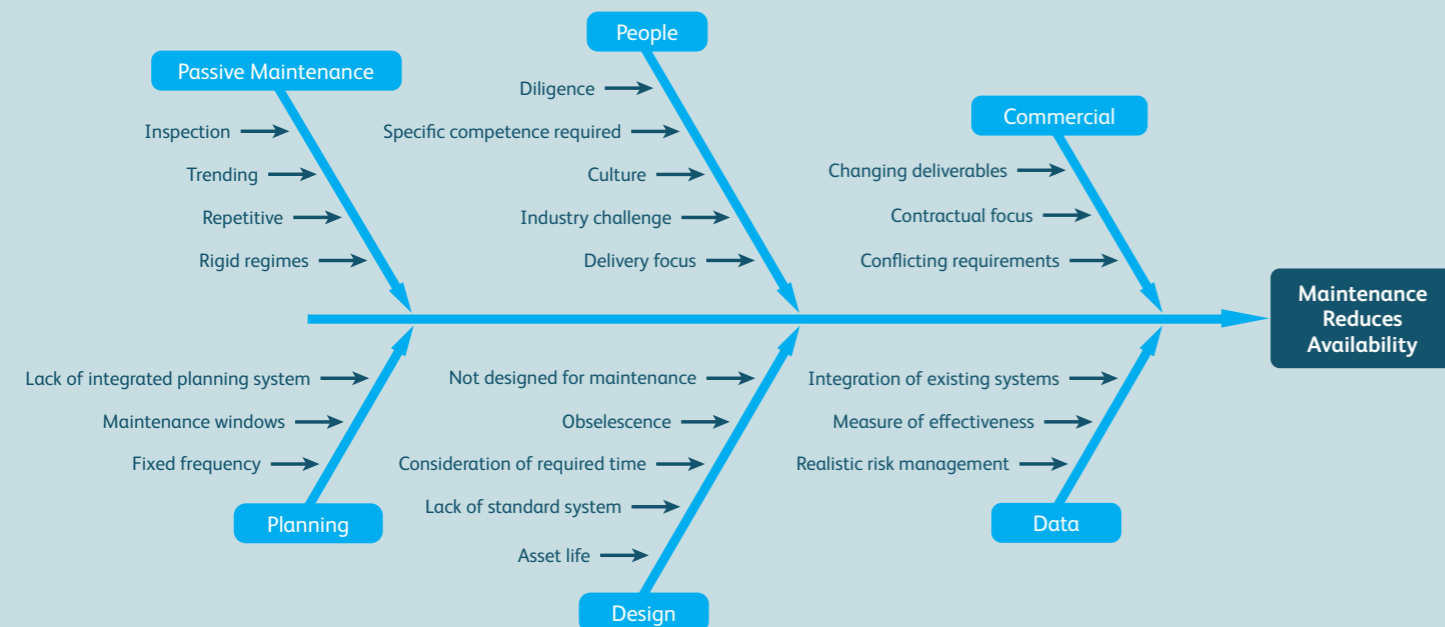 People
Passive Maintenance
Diligence
Commercial
Inspection
Specific competence required
Changing deliverables
Trending
Culture
Repetitive
Industry challenge
Contractual focus
Rigid regimes
Delivery focus
Conflicting requirements
Maintenance
Reduces
Availability
Lack of integrated planning system
Not designed for maintenance
Integration of existing systems
Maintenance windows
Obselescence
Measure of effectiveness
Fixed frequency
Consideration of required time
Realistic risk management
Lack of standard system
Planning
Data
Asset life
Design